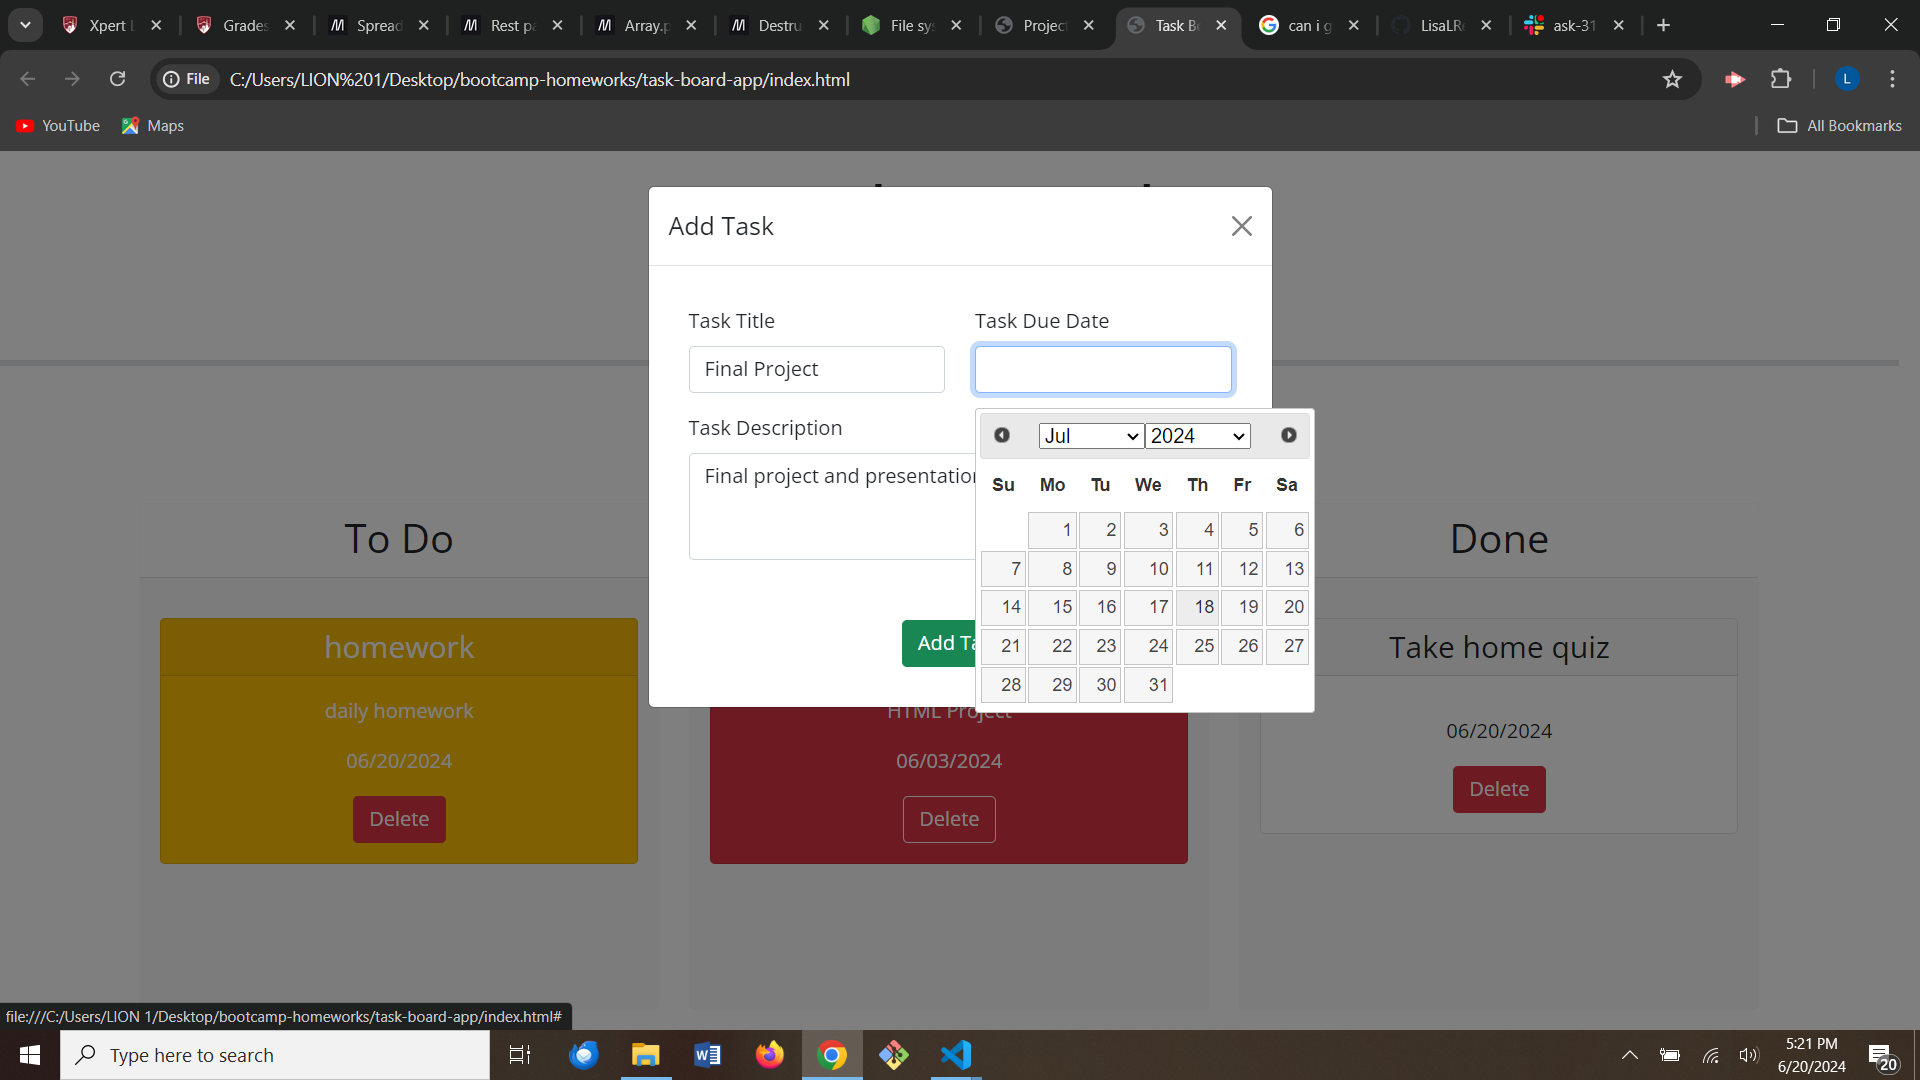 Xpert L
Grades
Spread
Rest pa
Array.p
Destru
File sys
Project
Task Bo
can i g
LisaLRe
ask-31
File
C:/Users/LION%201/Desktop/bootcamp-homeworks/task-board-app/index.html
L
YouTube
Maps
All Bookmarks
Add Task
Task Title
Task Due Date
Final Project
Task Description
Final project and presentation
Jul 2024
Su Mo Tu We Th Fr Sa
1 2 3 4 5 6
7 8 9 10 11 12 13
14 15 16 17 18 19 20
21 22 23 24 25 26 27
28 29 30 31
Add Ta
To Do
Done
homework
daily homework
06/20/2024
Delete
HTML Project
06/03/2024
Delete
Take home quiz
06/20/2024
Delete
file:///C:/Users/LION 1/Desktop/bootcamp-homeworks/task-board-app/index.html#
Type here to search
5:21 PM
6/20/2024
20